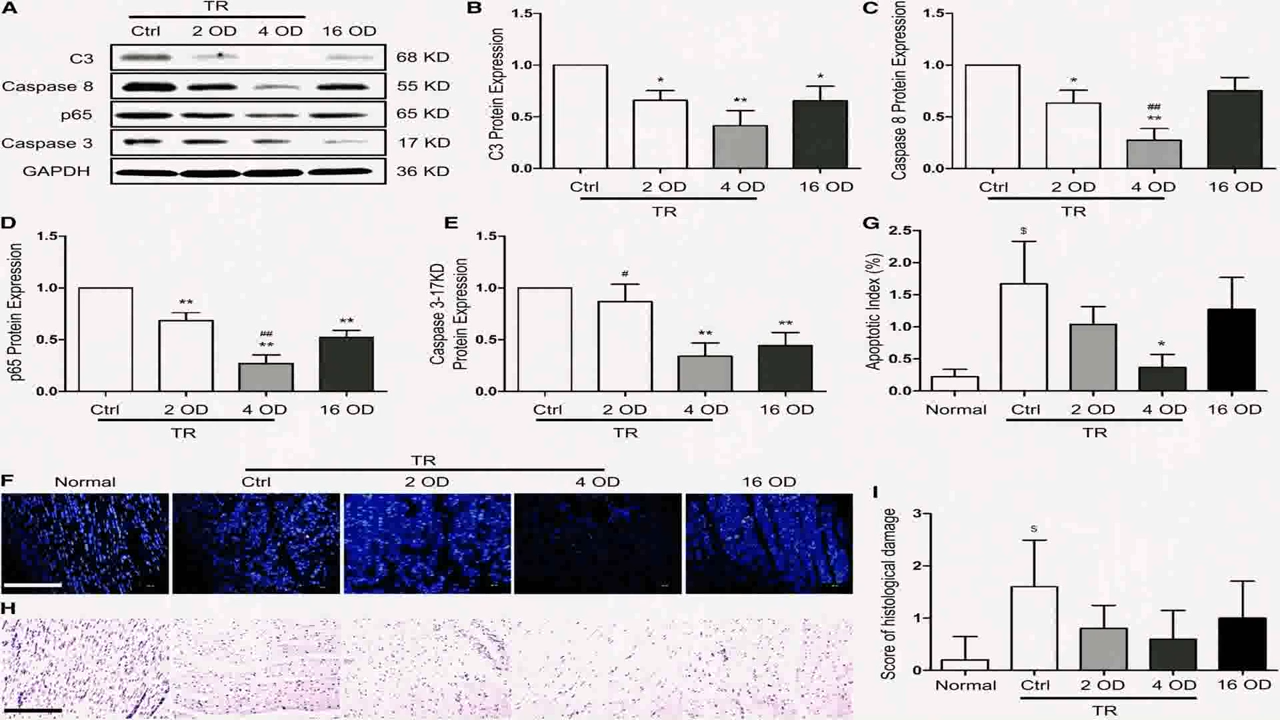 A
TR
Ctrl 2 OD 4 OD 16 OD
C3 68 KD
Caspase 8 55 KD
p65 65 KD
Caspase 3 17 KD
GAPDH 36 KD
B
C3 Protein Expression
1.5
1.0
0.5
0.0
* ** *
Ctrl 2 OD 4 OD 16 OD
TR
C
Caspase 8 Protein Expression
1.5
1.0
0.5
0.0
*
##
**
Ctrl 2 OD 4 OD 16 OD
TR
D
p65 Protein Expression
1.5
1.0
0.5
0.0
**
##
**
**
Ctrl 2 OD 4 OD 16 OD
TR
E
Caspase 3-17KD
Protein Expression
1.5
1.0
0.5
0.0
# ** **
Ctrl 2 OD 4 OD 16 OD
TR
G
Apoptotic Index (%)
2.5
2.0
1.5
1.0
0.5
0.0
$
*
Normal Ctrl 2 OD 4 OD 16 OD
TR
F
TR
Normal Ctrl 2 OD 4 OD 16 OD
H
I
Score of histological damage
3
2
1
0
$
Normal Ctrl 2 OD 4 OD 16 OD
TR